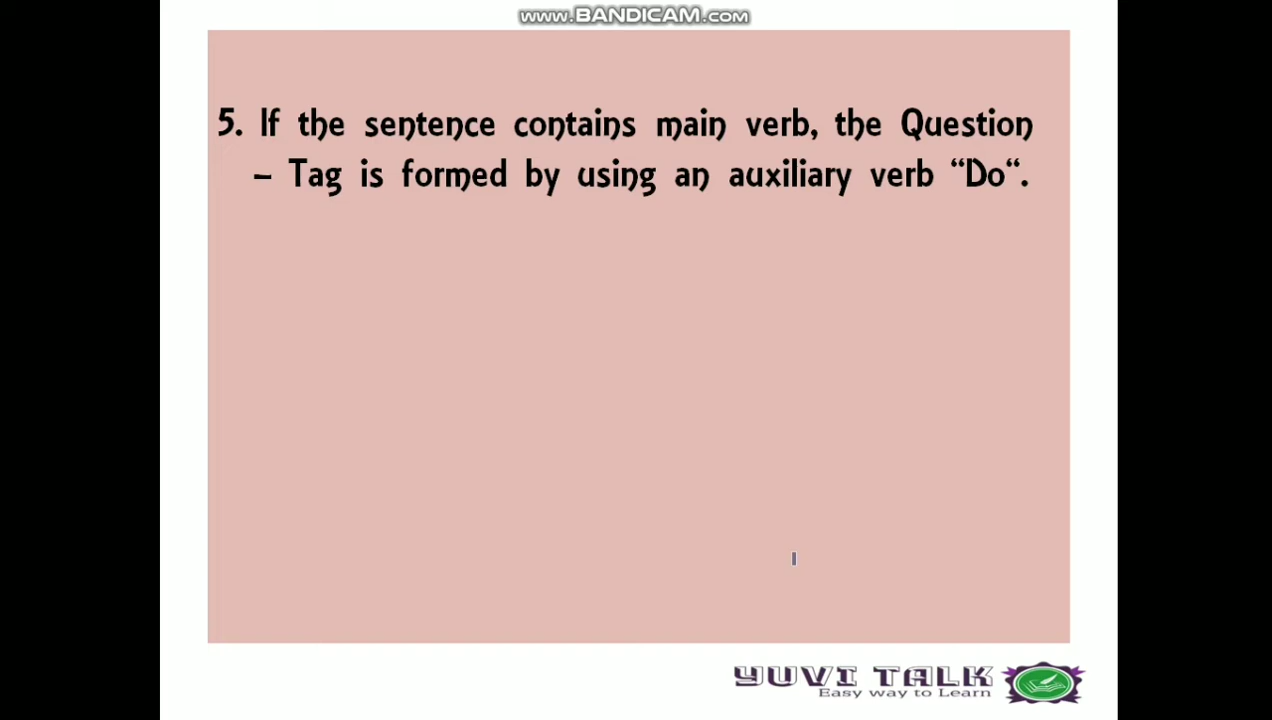 www.BANDICAM.com
5. If the sentence contains main verb, the Question
– Tag is formed by using an auxiliary verb “Do“.
YUVI TALK
Easy way to Learn